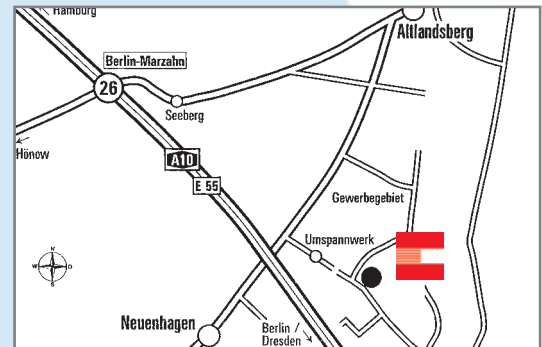 Hamburg
Altlandsberg
Berlin-Marzahn
26
Seeberg
Hönow
A10
E 55
Gewerbegebiet
Umspannwerk
N
W O
S
Neuenhagen
Berlin /
Dresden